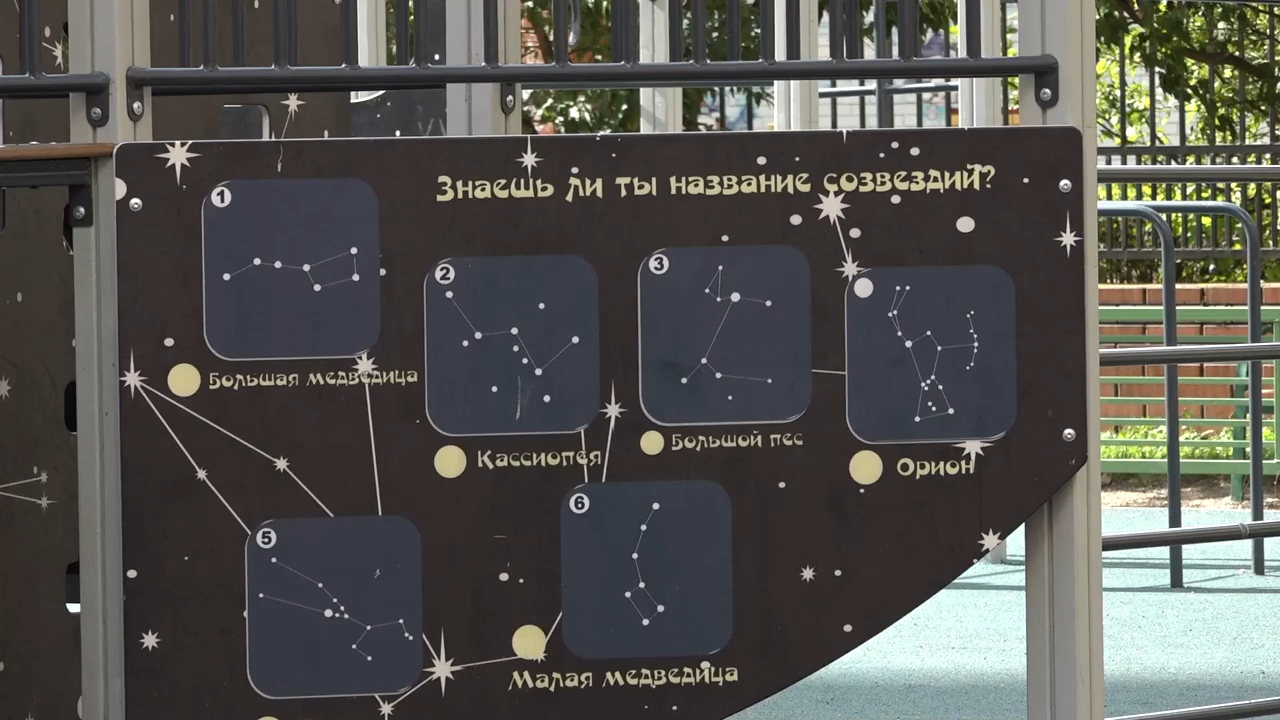 Знаешь ли ты название созвездий?
1
Большая медведица
2
Кассиопея
3
Большой пес
Орион
5
6
Малая медведица